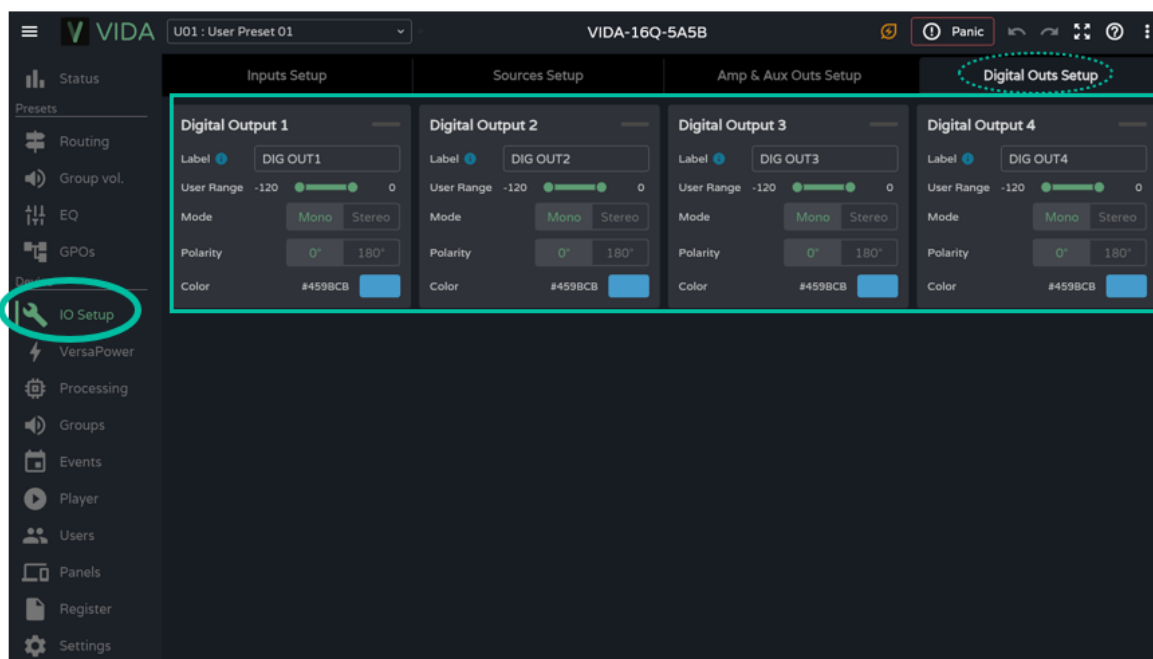 VIDA U01 : User Preset 01 VIDA-16Q-5A5B Panic
Status
Presets
Routing
Group vol.
EQ
GPOs
IO Setup
VersaPower
Processing
Groups
Events
Player
Users
Panels
Register
Settings
Inputs Setup Sources Setup Amp & Aux Outs Setup Digital Outs Setup
Digital Output 1
Label DIG OUT1
User Range -120 0
Mode Mono Stereo
Polarity 0° 180°
Color #459BCB
Digital Output 2
Label DIG OUT2
User Range -120 0
Mode Mono Stereo
Polarity 0° 180°
Color #459BCB
Digital Output 3
Label DIG OUT3
User Range -120 0
Mode Mono Stereo
Polarity 0° 180°
Color #459BCB
Digital Output 4
Label DIG OUT4
User Range -120 0
Mode Mono Stereo
Polarity 0° 180°
Color #459BCB